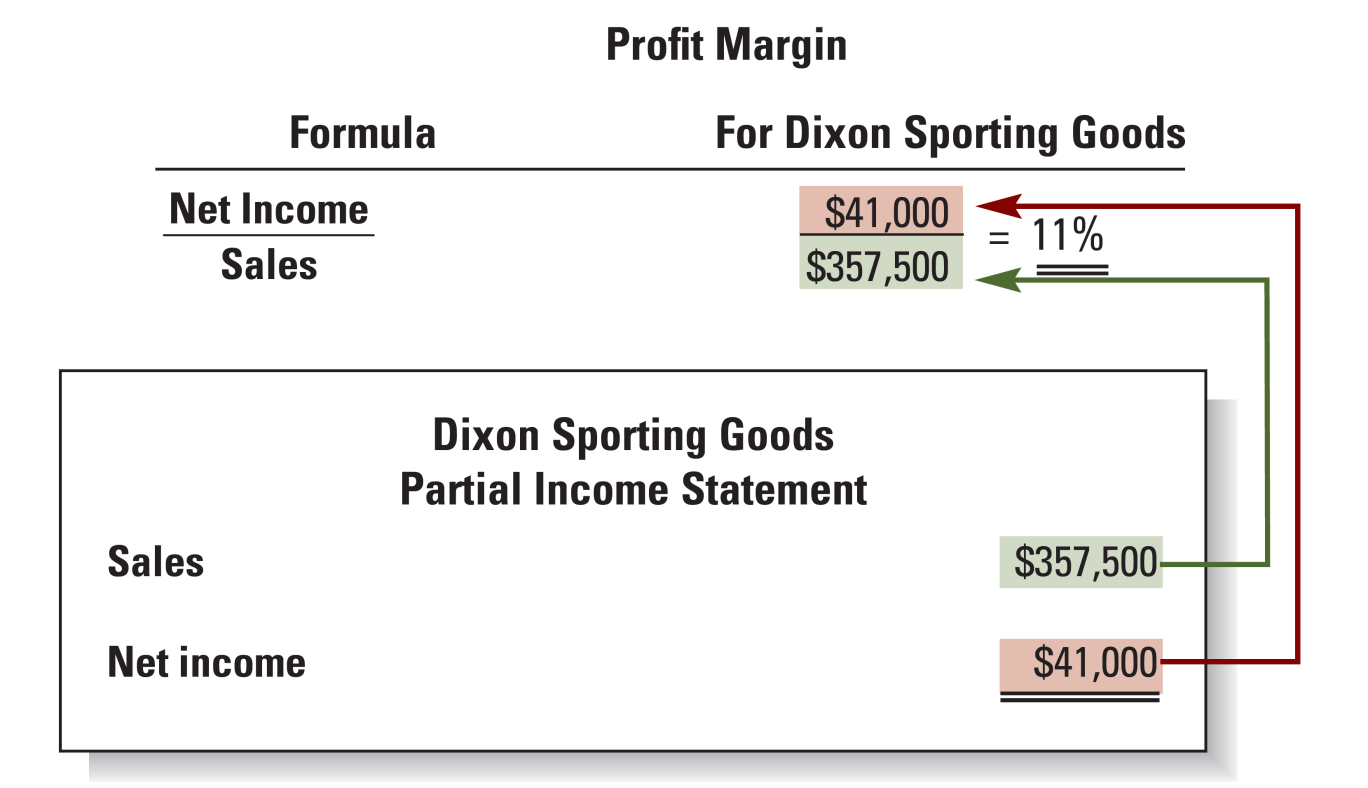 Profit Margin
Formula For Dixon Sporting Goods
Net Income
Sales
$41,000
$357,500
= 11%
Dixon Sporting Goods
Partial Income Statement
Sales $357,500
Net income $41,000